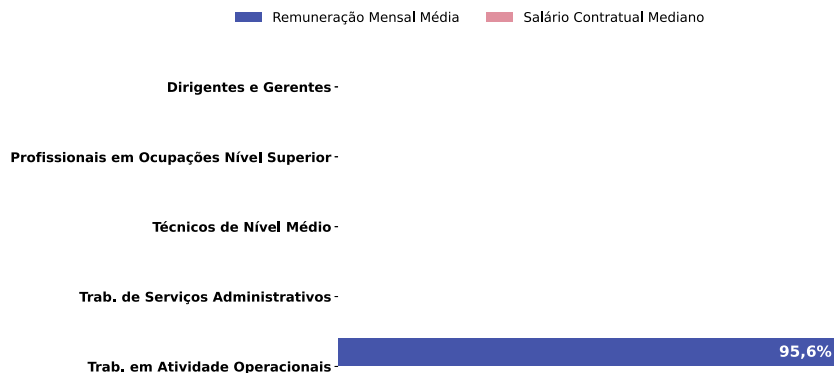 Remuneração Mensal Média Salário Contratual Mediano
Dirigentes e Gerentes
Profissionais em Ocupações Nível Superior
Técnicos de Nível Médio
Trab. de Serviços Administrativos
95,6%
Trab. em Atividade Operacionais